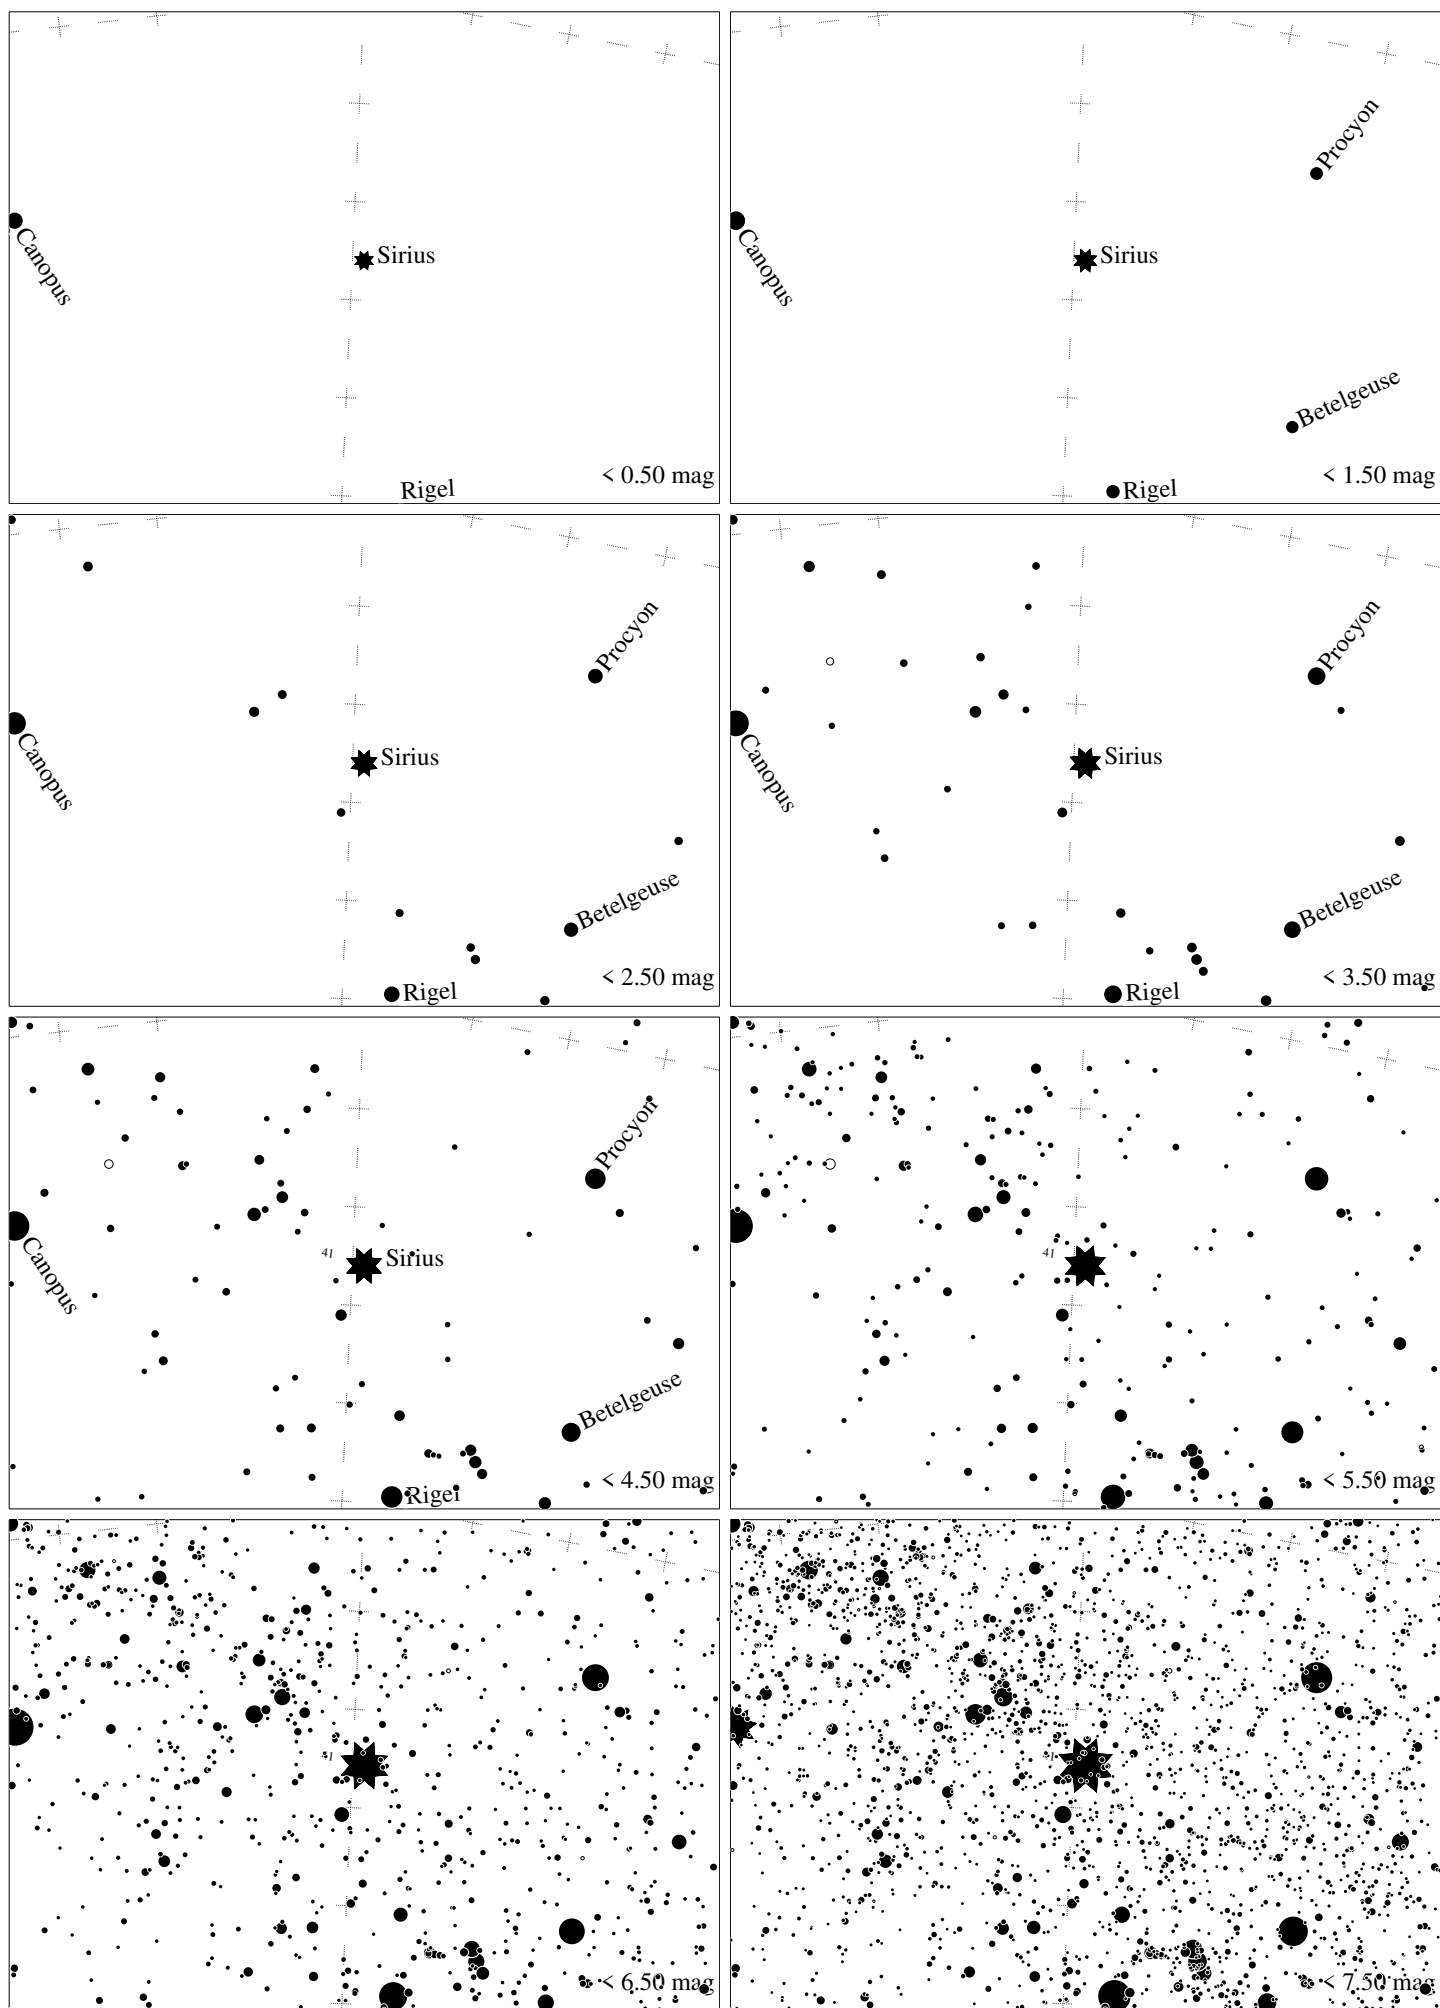 Canopus
Sirius
Rigel
< 0.50 mag
Procyon
Canopus
Sirius
Betelgeuse
Rigel
< 1.50 mag
Procyon
Canopus
Sirius
Betelgeuse
Rigel
< 2.50 mag
Procyon
Canopus
Sirius
Betelgeuse
Rigel
< 3.50 mag
Procyon
Canopus
41
Sirius
Betelgeuse
Rigel
< 4.50 mag
41
< 5.50 mag
41
< 6.50 mag
41
< 7.50 mag